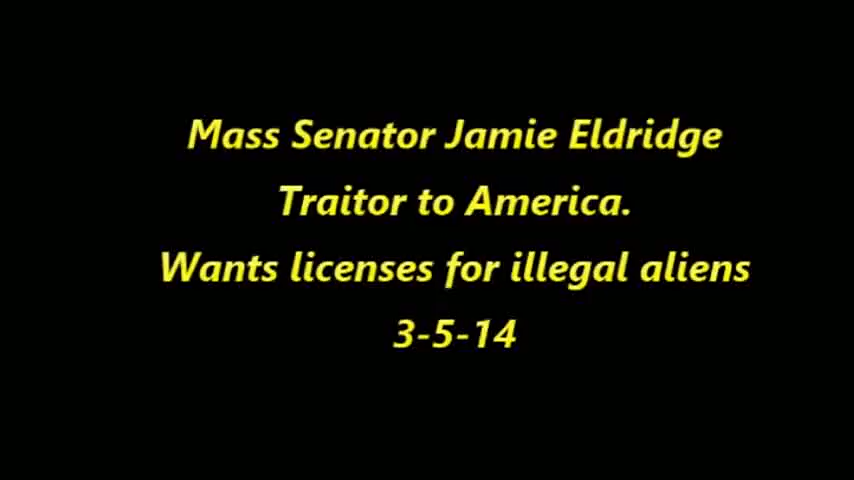 Mass Senator Jamie Eldridge
Traitor to America.
Wants licenses for illegal aliens
3-5-14